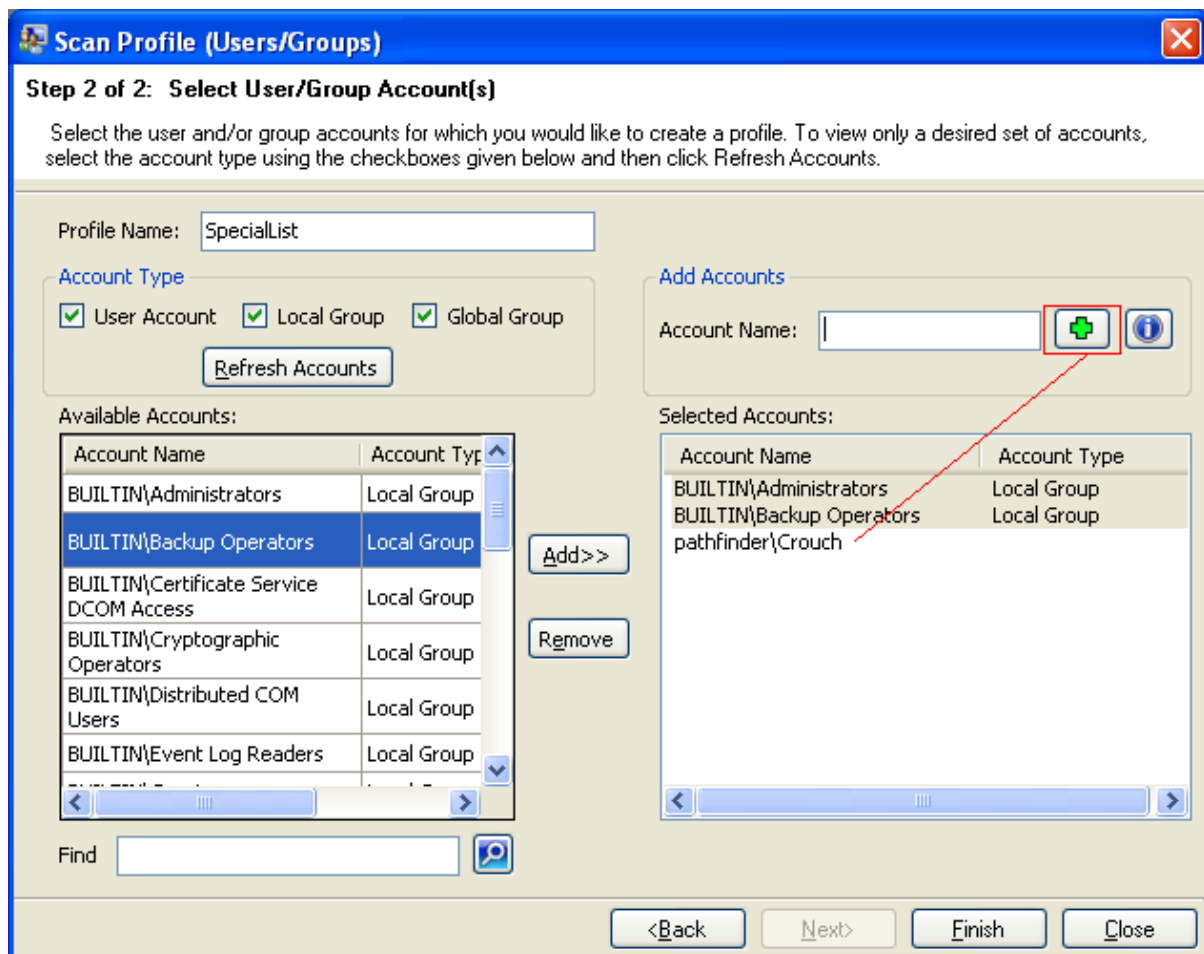 Scan Profile (Users/Groups)
Step 2 of 2: Select User/Group Account(s)
Select the user and/or group accounts for which you would like to create a profile. To view only a desired set of accounts,
select the account type using the checkboxes given below and then click Refresh Accounts.
Profile Name: SpecialList
Account Type
User Account Local Group Global Group
Refresh Accounts
Add Accounts
Account Name:
Available Accounts:
Account Name Account Typ
BUILTIN\Administrators Local Group
BUILTIN\Backup Operators Local Group
BUILTIN\Certificate Service
DCOM Access Local Group
BUILTIN\Cryptographic
Operators Local Group
BUILTIN\Distributed COM
Users Local Group
BUILTIN\Event Log Readers Local Group
Add>>
Remove
Selected Accounts:
Account Name Account Type
BUILTIN\Administrators Local Group
BUILTIN\Backup Operators Local Group
pathfinder\Crouch
Find
<Back Next> Finish Close